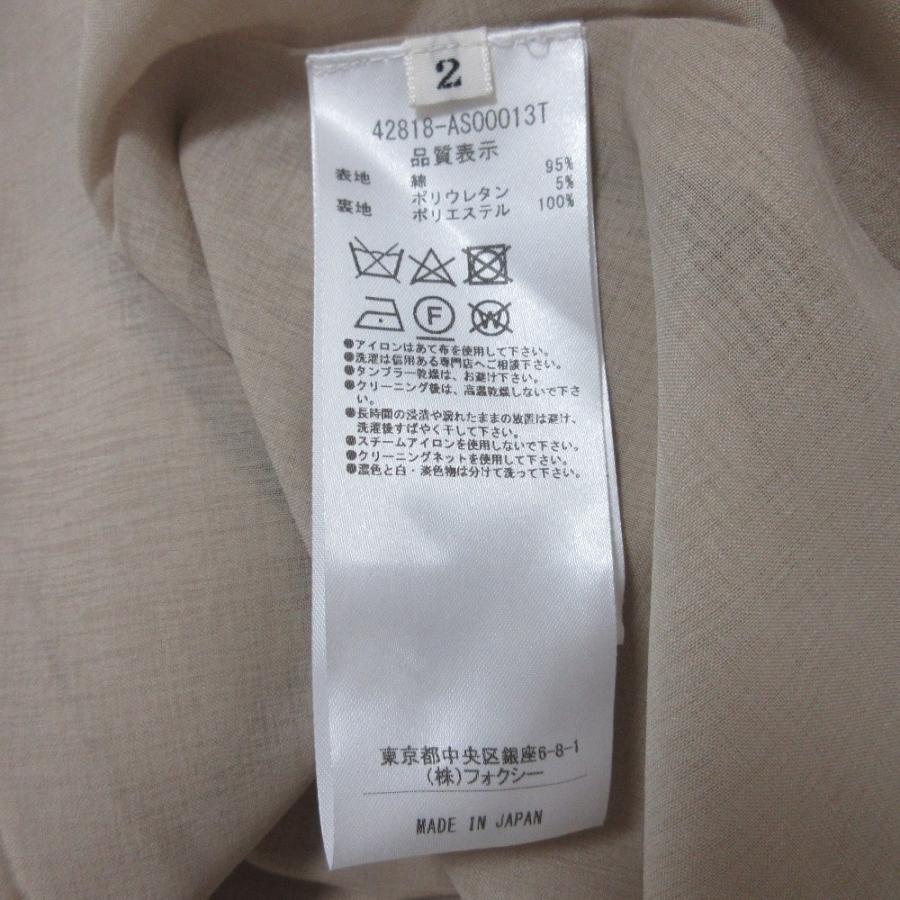 2
42818-AS00013T
品質表示
表地 綿 95%
ポリウレタン 5%
裏地 ポリエステル 100%
F
W
●アイロンはあて布を使用して下さい。
●洗濯は信用ある専門店へご相談下さい。
●タンブラー乾燥は、お避け下さい。
●クリーニング後は、高温乾燥しないで下さ
い。
●長時間の浸漬や濡れたままの放置は避け、
洗濯後すばやく干して下さい。
●スチームアイロンを使用しないで下さい。
●クリーニングネットを使用して下さい。
●濃色と白・淡色物は分けて洗って下さい。
東京都中央区銀座6-8-1
(株)フォクシー
MADE IN JAPAN